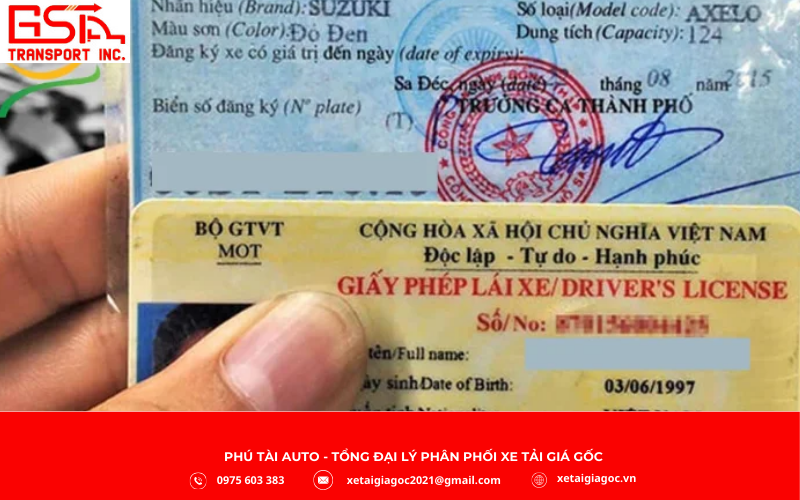 GSA
TRANSPORT INC.
Nhãn hiệu (Brand): SUZUKI
Số loại (Model code): AXELO
Màu sơn (Color): Đỏ Đen
Dung tích (Capacity): 124
Đăng ký xe có giá trị đến ngày (date of expiry):
Sa Đéc, ngày (date) tháng 08 năm 2015
Biển số đăng ký (Nº plate)
TRƯỞNG CA THÀNH PHỐ
(T)
BỘ GTVT
MOT
CỘNG HÒA XÃ HỘI CHỦ NGHĨA VIỆT NAM
Độc lập - Tự do - Hạnh phúc
GIẤY PHÉP LÁI XE/DRIVER'S LICENSE
Số/No:
tên/Full name:
sinh/Date of Birth: 03/06/1997
PHÚ TÀI AUTO - TỔNG ĐẠI LÝ PHÂN PHỐI XE TẢI GIÁ GỐC
0975 603 383
xetaigiagoc2021@gmail.com
xetaigiagoc.vn